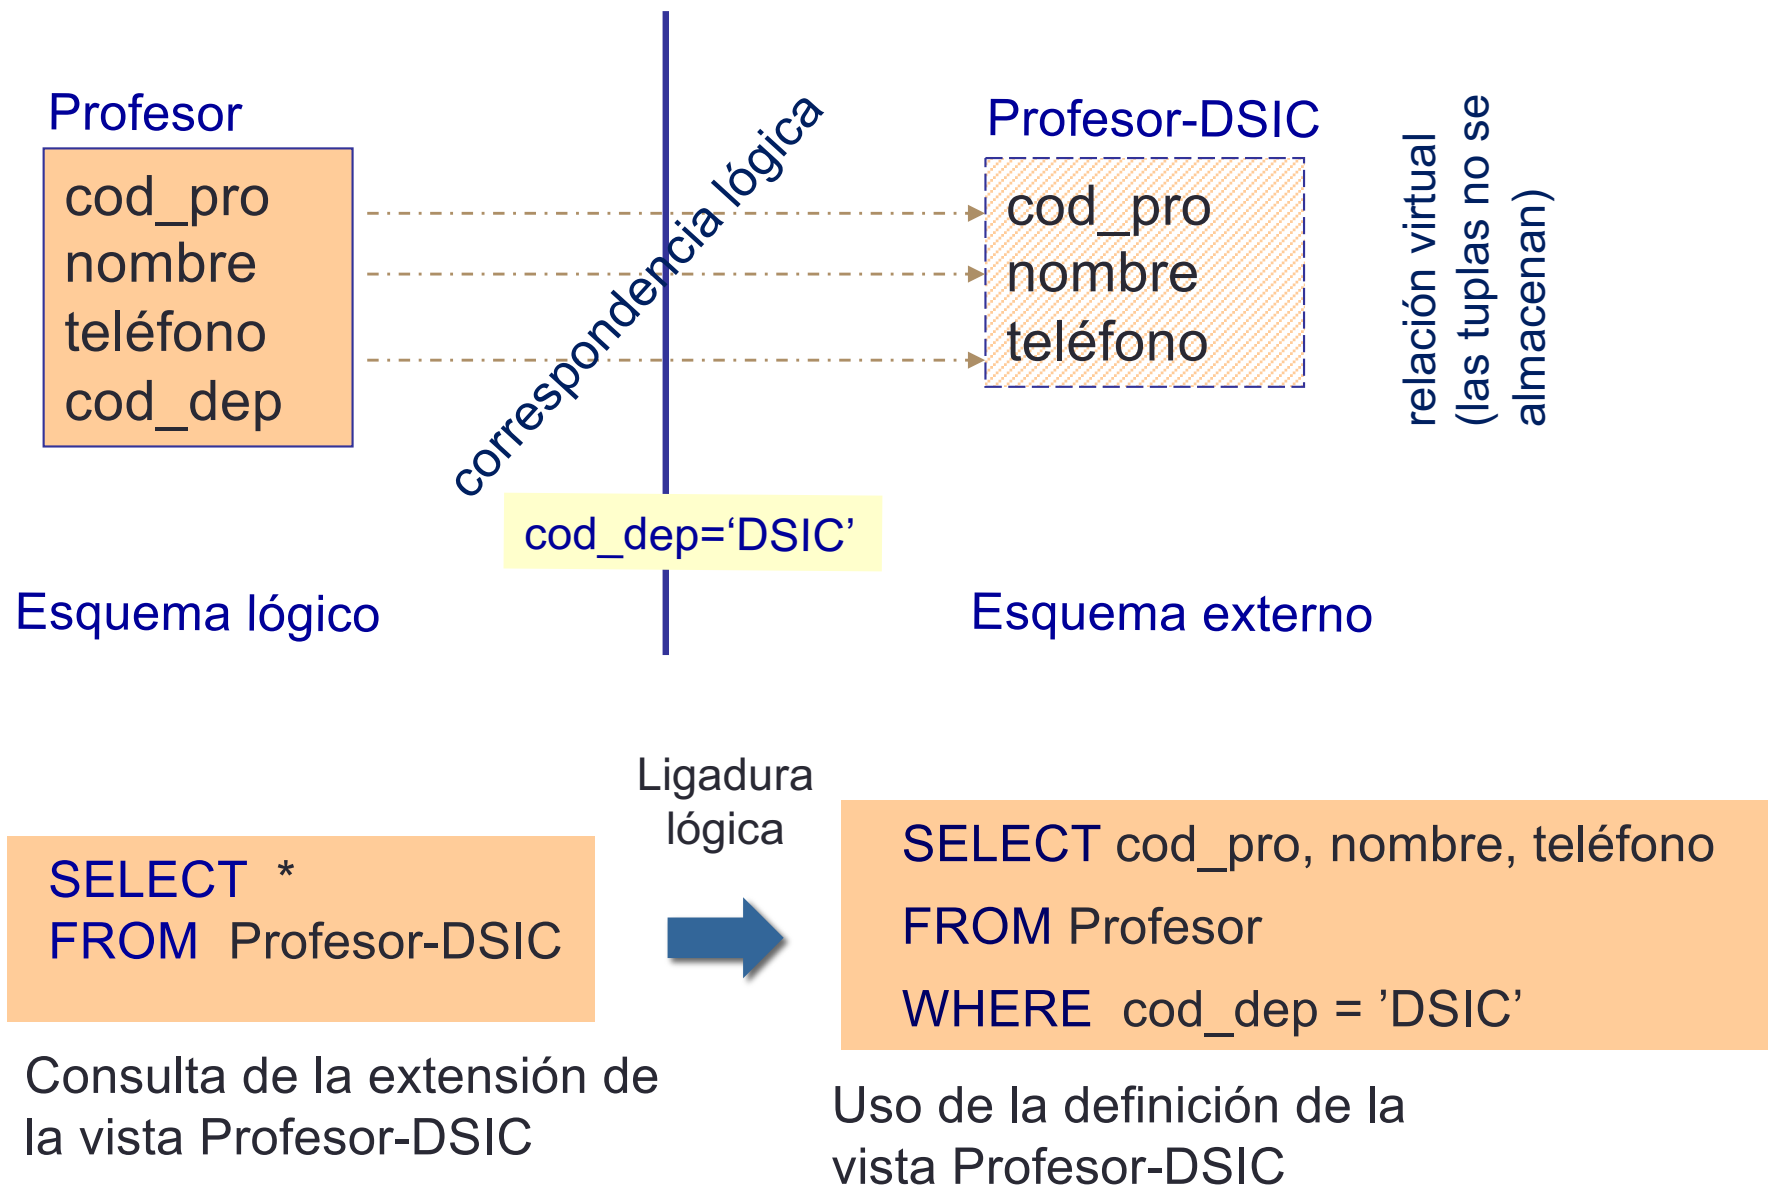 Profesor
cod_pro
nombre
teléfono
cod_dep
correspondencia lógica
cod_dep=‘DSIC’
Profesor-DSIC
cod_pro
nombre
teléfono
relación virtual
(las tuplas no se
almacenan)
Esquema lógico
Esquema externo
Ligadura
lógica
SELECT *
FROM Profesor-DSIC
Consulta de la extensión de
la vista Profesor-DSIC
SELECT cod_pro, nombre, teléfono
FROM Profesor
WHERE cod_dep = ’DSIC’
Uso de la definición de la
vista Profesor-DSIC